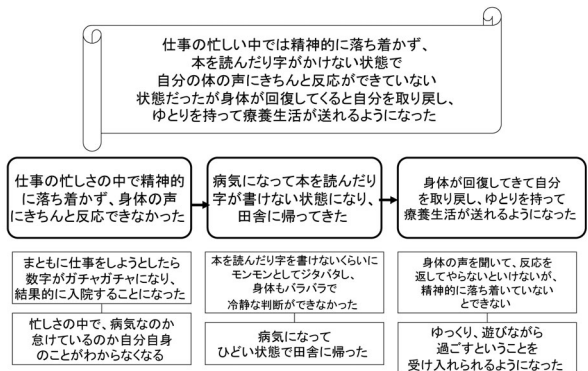 仕事の忙しい中では精神的に落ち着かず、
本を読んだり字がかけない状態で
自分の体の声にきちんと反応ができていない
状態だったが身体が回復してくると自分を取り戻し、
ゆとりを持って療養生活が送れるようになった
仕事の忙しさの中で精神的
に落ち着かず、身体の声
にきちんと反応できなかった
病気になって本を読んだり
字が書けない状態になり、
田舎に帰ってきた
身体が回復してきて自分
を取り戻し、ゆとりを持って
療養生活が送れるようになった
まともに仕事をしようとしたら
数字がガチャガチャになり、
結果的に入院することになった
忙しさの中で、病気なのか
怠けているのか自分自身
のことがわからなくなる
本を読んだり字を書けないくらいに
モンモンとしてジタバタし、
身体もバラバラで
冷静な判断ができなかった
病気になって
ひどい状態で田舎に帰った
身体の声を聞いて、反応を
返してやらないといけないが、
精神的に落ち着いていない
とできない
ゆっくり、遊びながら
過ごすということを
受け入れられるようになった